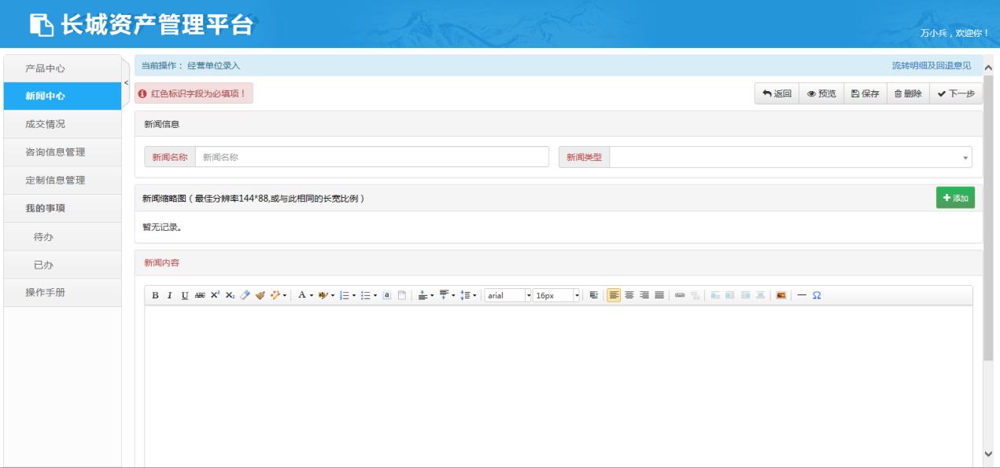 长城资产管理平台
万小兵，欢迎你！
产品中心
新闻中心
成交情况
咨询信息管理
定制信息管理
我的事项
待办
已办
操作手册
<
当前操作： 经营单位录入 流转明细及回退意见
红色标识字段为必填项！ 返回 预览 保存 删除 下一步
新闻信息
新闻名称 新闻名称 新闻类型
新闻缩略图（最佳分辨率144*88,或与此相同的长宽比例） 添加
暂无记录。
新闻内容
B I U ABC X² X₂ A ab a arial 16px Ω